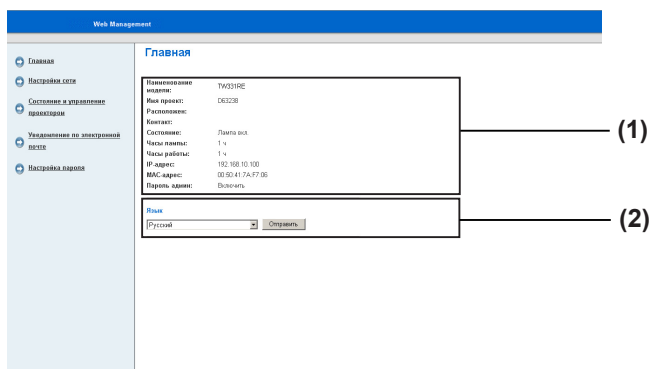 Web Management
Главная
Главная
Настройки сети
Состояние и управление
проектором
Уведомление по электронной
почте
Настройка пароля
Наименование
модели:
TW331RE
Имя проект:
D63238
Расположен:
Контакт:
Состояние:
Лампа вкл.
Часы лампы:
1 ч
Часы работы:
1 ч
IP-адрес:
192.168.10.100
MAC-адрес:
00:50:41:7A:F7:06
Пароль админ:
Включить
(1)
Язык
Русский
Отправить
(2)